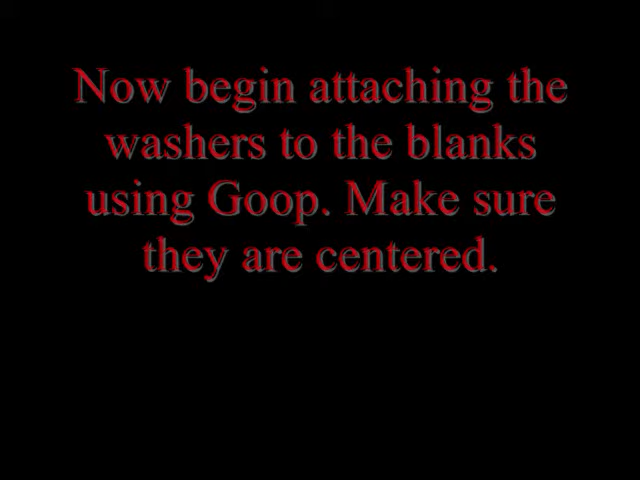 Now begin attaching the
washers to the blanks
using Goop. Make sure
they are centered.